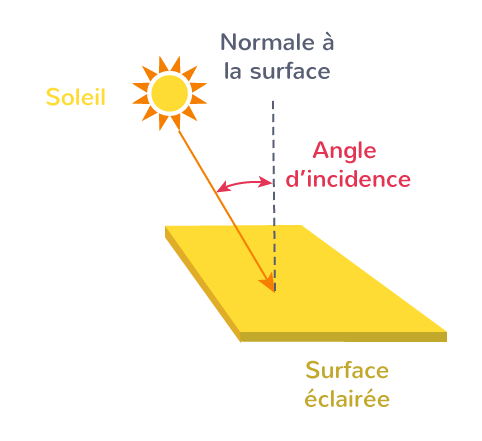 Normale à
la surface
Soleil
Angle
d'incidence
Surface
éclairée